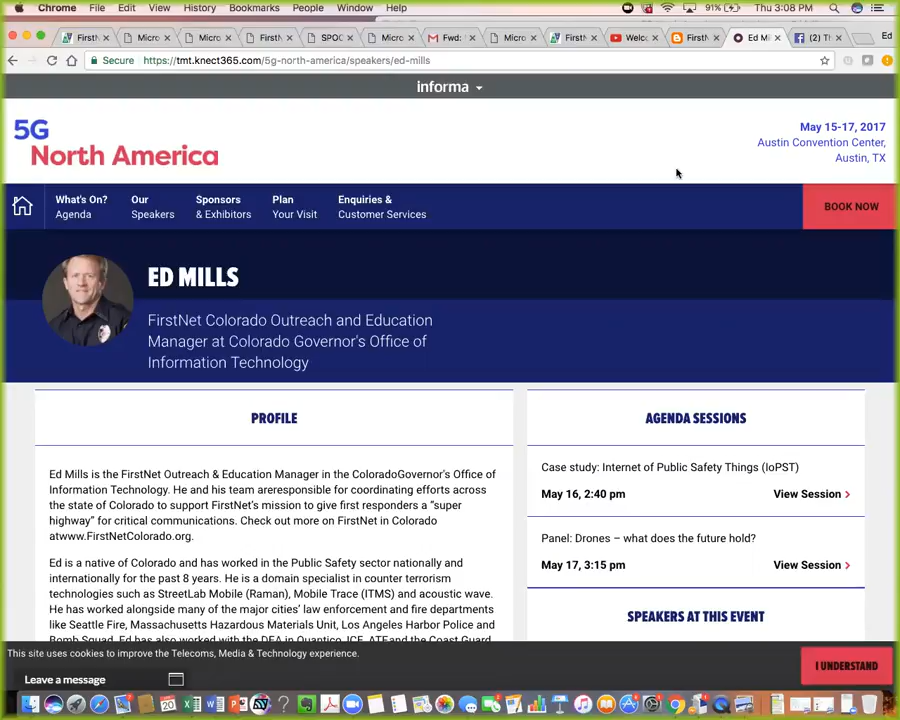 Chrome File Edit View History Bookmarks People Window Help 91% Thu 3:08 PM
FirstN Micro Micro FirstN SPOC Micro Fwd: Micro FirstN Welco FirstN Ed Mi (2) Th Ed
Secure https://tmt.knect365.com/5g-north-america/speakers/ed-mills
informa
5G
North America
May 15-17, 2017
Austin Convention Center,
Austin, TX
What's On?
Agenda
Our
Speakers
Sponsors
& Exhibitors
Plan
Your Visit
Enquiries &
Customer Services
BOOK NOW
ED MILLS
FirstNet Colorado Outreach and Education
Manager at Colorado Governor's Office of
Information Technology
PROFILE
Ed Mills is the FirstNet Outreach & Education Manager in the ColoradoGovernor's Office of
Information Technology. He and his team areresponsible for coordinating efforts across
the state of Colorado to support FirstNet's mission to give first responders a “super
highway” for critical communications. Check out more on FirstNet in Colorado
atwww.FirstNetColorado.org.
Ed is a native of Colorado and has worked in the Public Safety sector nationally and
internationally for the past 8 years. He is a domain specialist in counter terrorism
technologies such as StreetLab Mobile (Raman), Mobile Trace (ITMS) and acoustic wave.
He has worked alongside many of the major cities’ law enforcement and fire departments
like Seattle Fire, Massachusetts Hazardous Materials Unit, Los Angeles Harbor Police and
Bomb Squad. Ed has also worked with the DEA in Quantico, ICE, ATF and the Coast Guard
AGENDA SESSIONS
Case study: Internet of Public Safety Things (IoPST)
May 16, 2:40 pm View Session
Panel: Drones – what does the future hold?
May 17, 3:15 pm View Session
SPEAKERS AT THIS EVENT
This site uses cookies to improve the Telecoms, Media & Technology experience.
I UNDERSTAND
Leave a message